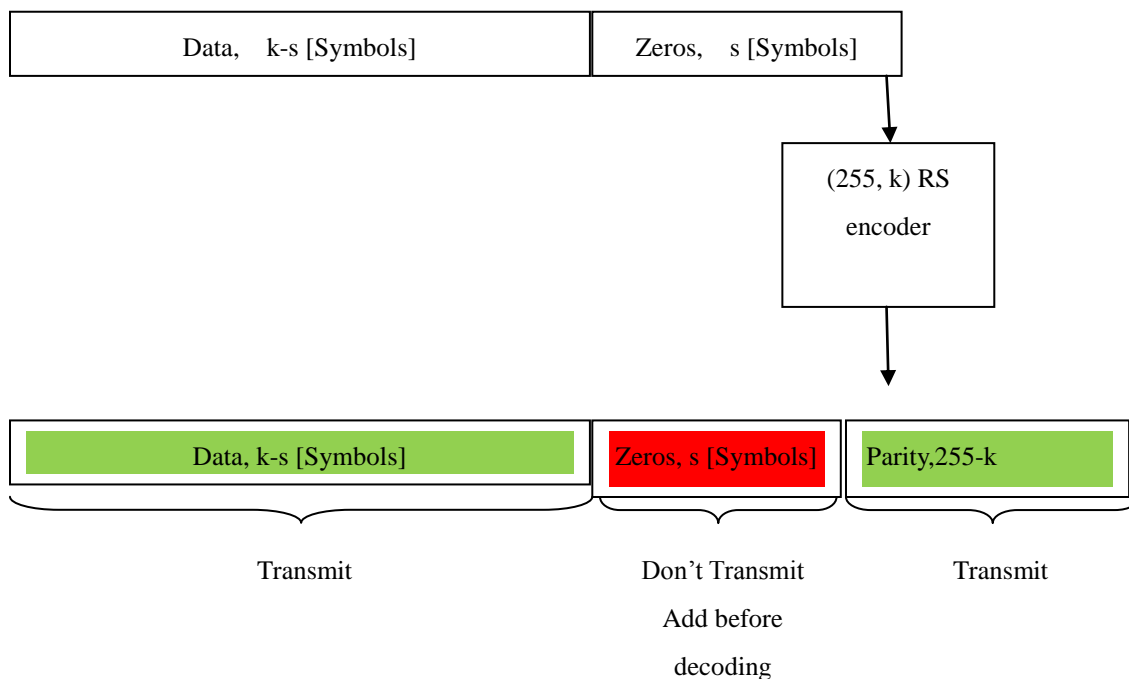 Data, k-s [Symbols]
Zeros, s [Symbols]
(255, k) RS
encoder
Data, k-s [Symbols]
Zeros, s [Symbols]
Parity,255-k
Transmit
Don’t Transmit
Add before
decoding
Transmit